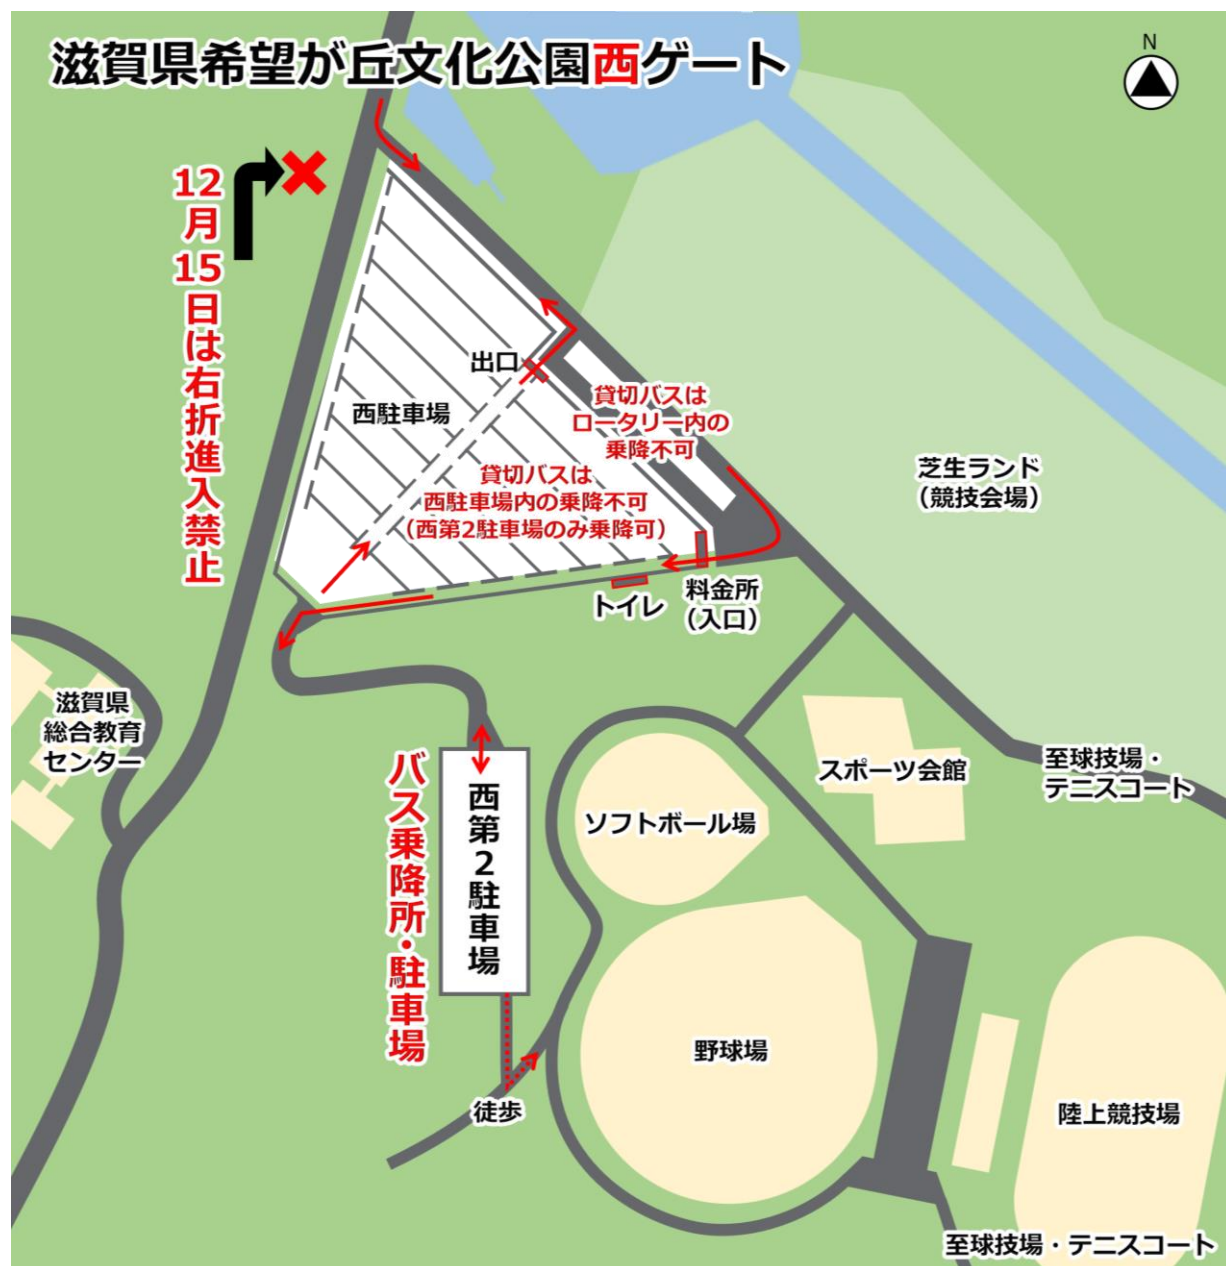 滋賀県希望が丘文化公園西ゲート
N
12月15日は右折進入禁止
出口
西駐車場
貸切バスは
ロータリー内の
乗降不可
貸切バスは
西駐車場内の乗降不可
（西第2駐車場のみ乗降可）
芝生ランド
（競技会場）
トイレ
料金所
（入口）
滋賀県
総合教育
センター
スポーツ会館
至球技場・
テニスコート
バス乗降所・駐車場
西第2駐車場
ソフトボール場
野球場
徒歩
陸上競技場
至球技場・テニスコート